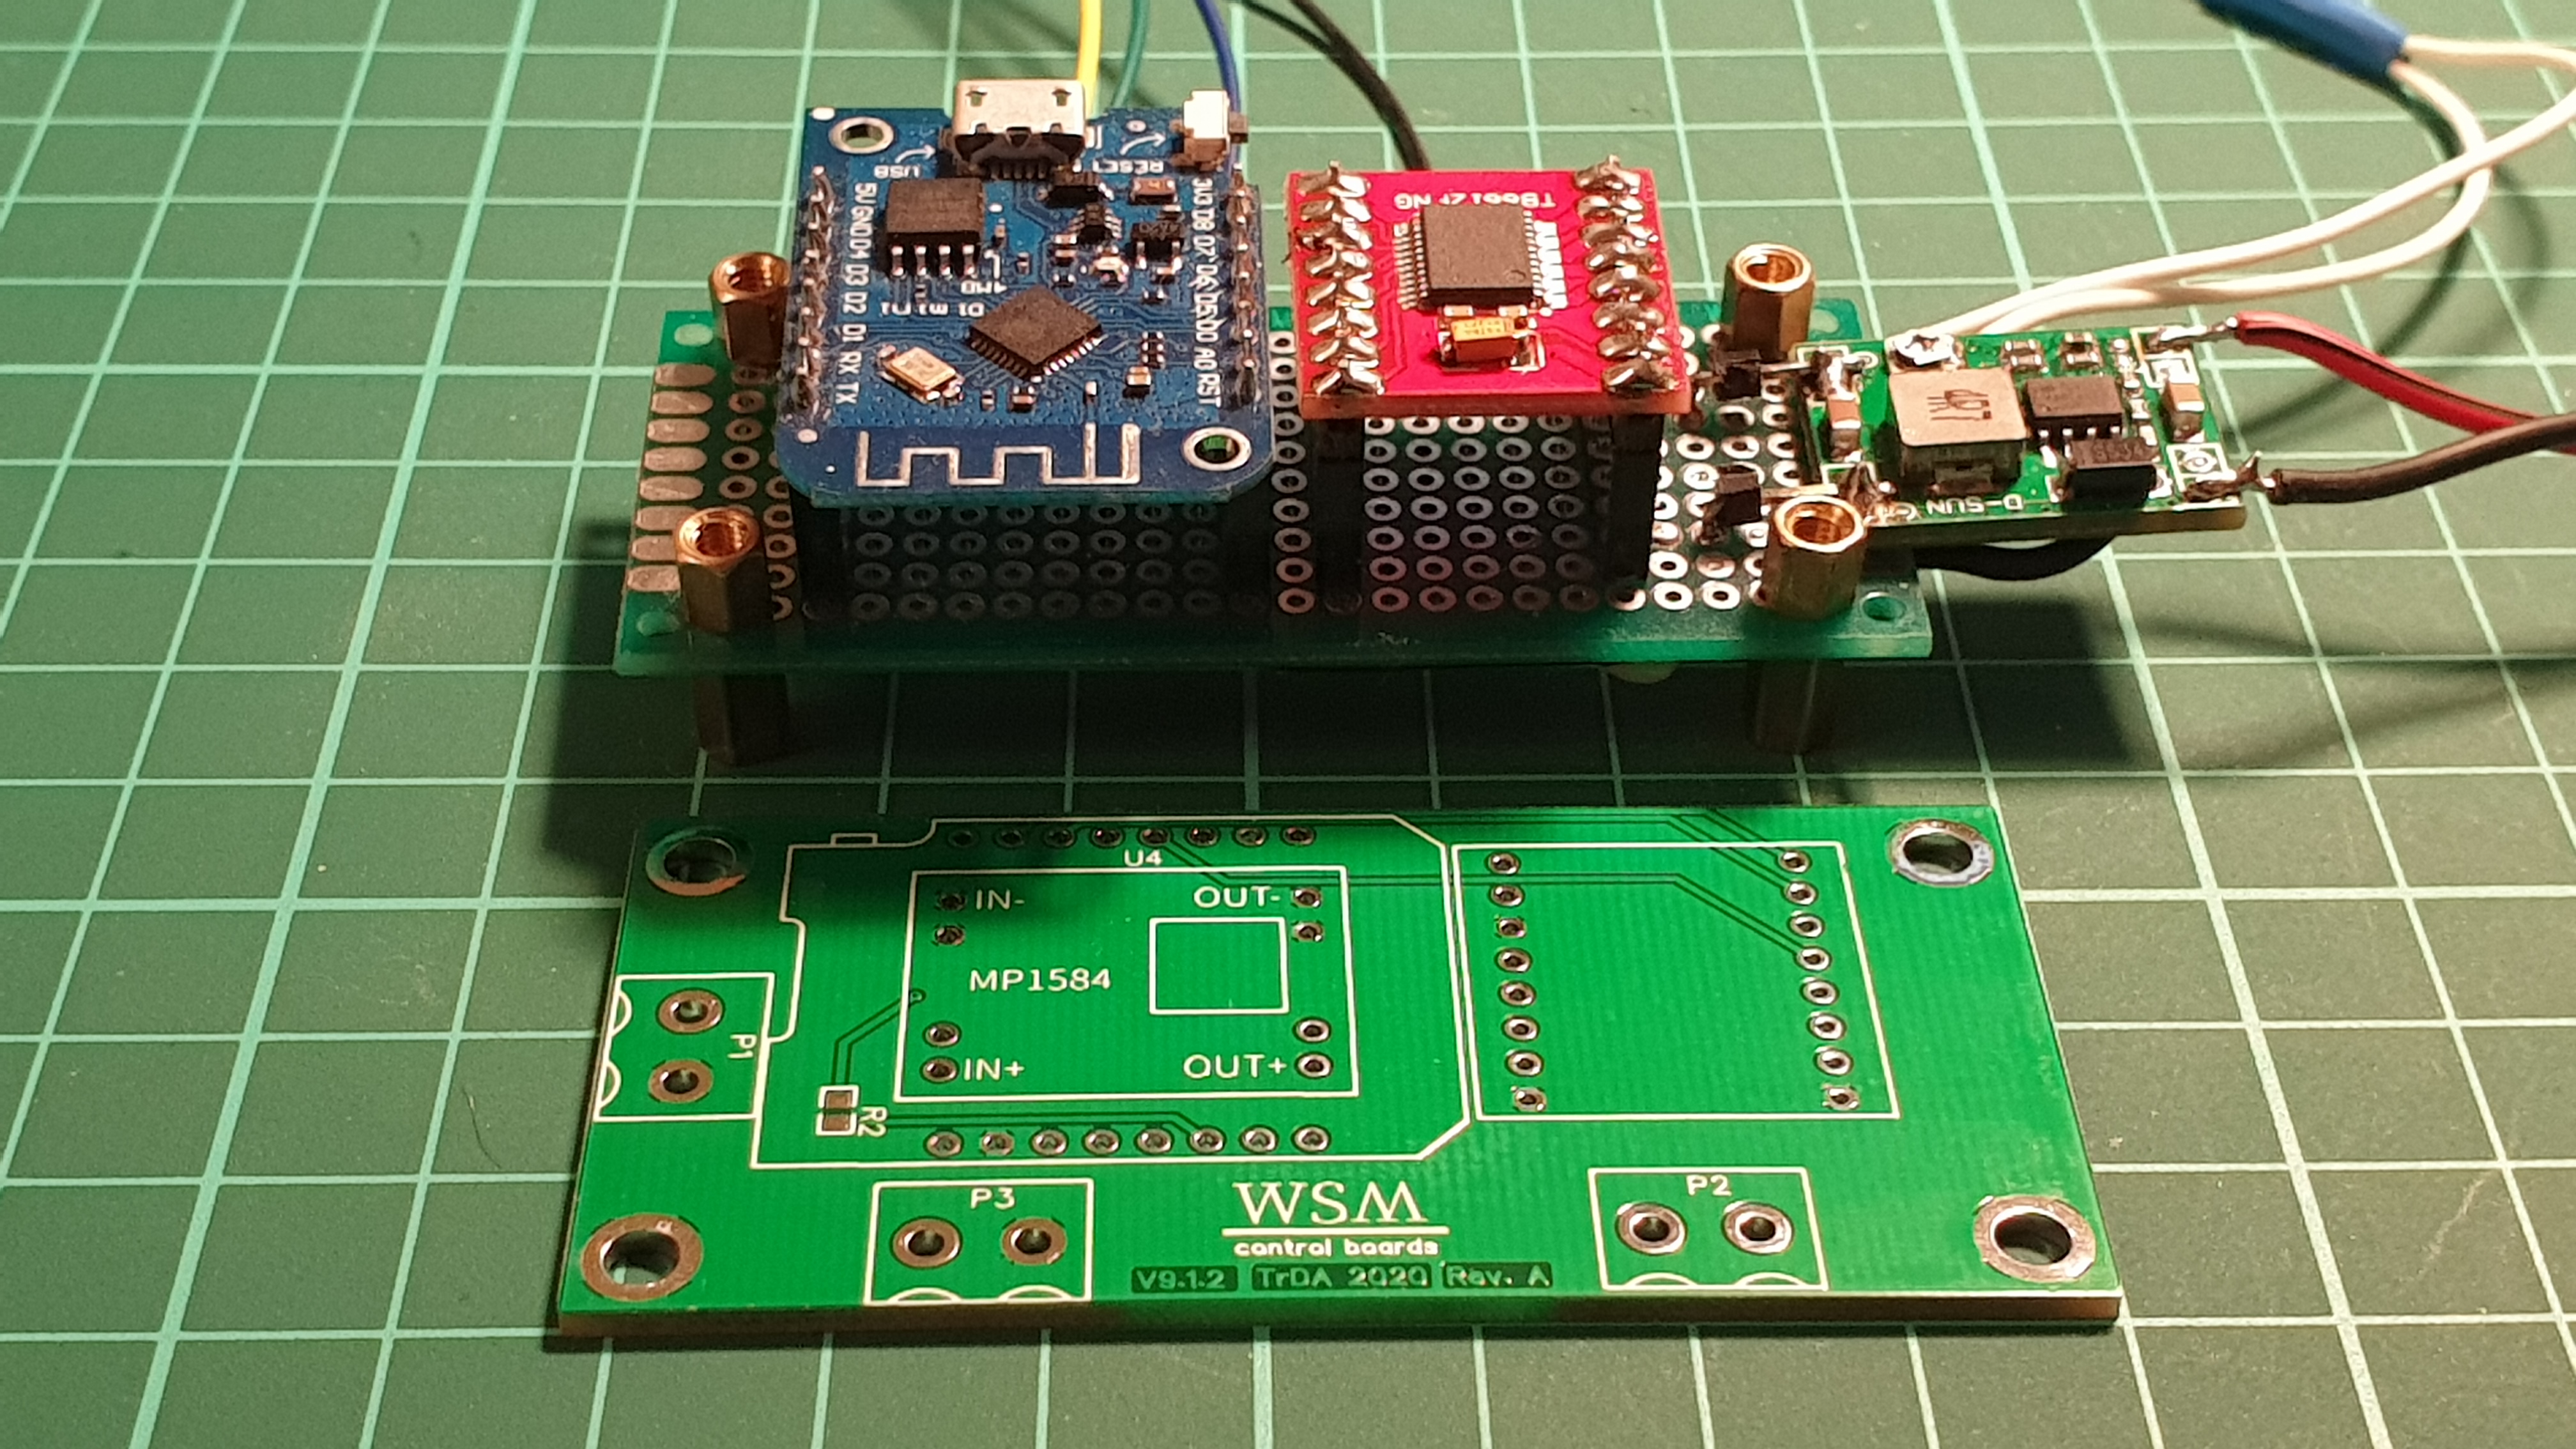 USB
RESET
5V GND D4 D3 D2 D1 RX TX
3V3 D8 D7 D6 D5 D0 A0 RST
TB6612FNG
4R7
D-SUN
U4
IN-
OUT-
MP1584
IN+
OUT+
P1
R2
P3
P2
WSM
control boards
V9.1.2 TrDA 2020 Rev. A